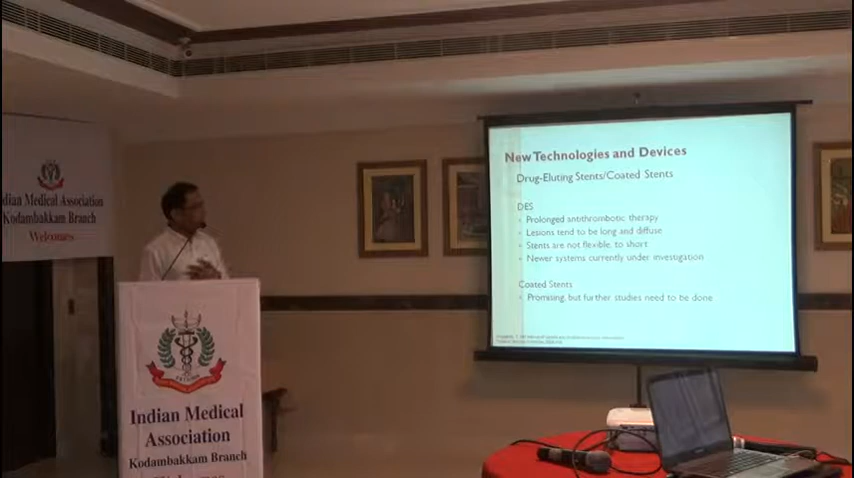 dian Medical Association
Kodambakkam Branch
Welcomes
New Technologies and Devices
Drug-Eluting Stents/Coated Stents
DES
Prolonged antithrombotic therapy
Lesions tend to be long and diffuse
Stents are not flexible, to short
Newer systems currently under investigation
Coated Stents
Promising, but further studies need to be done
Indian Medical
Association
Kodambakkam Branch